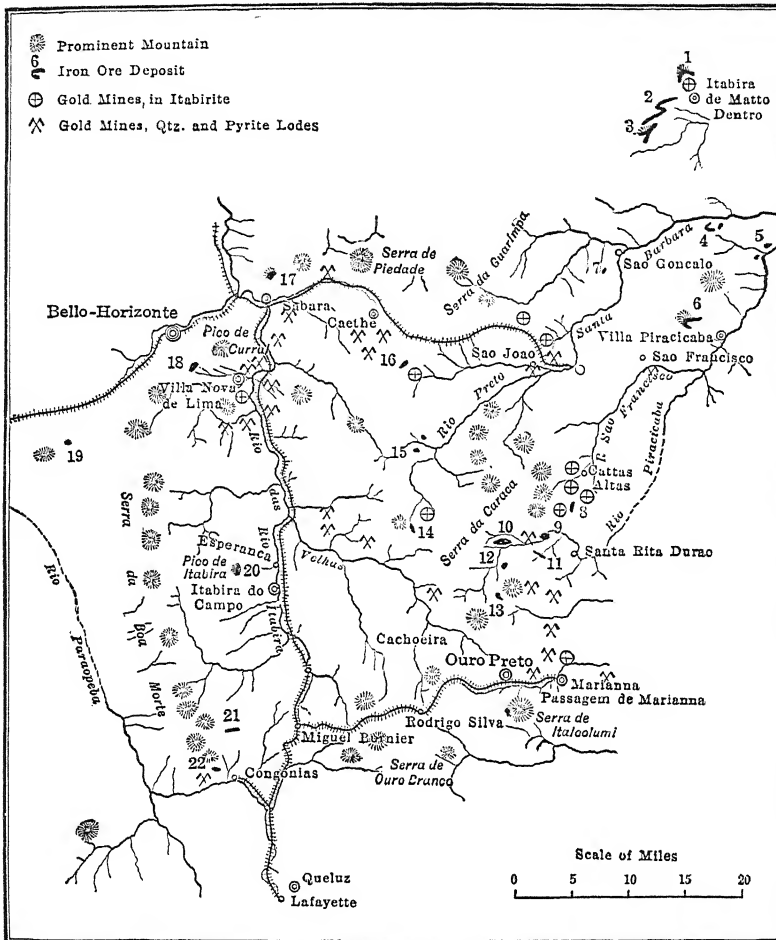 Prominent Mountain
6
Iron Ore Deposit
Gold Mines, in Itabirite
Gold Mines, Qtz. and Pyrite Lodes
1
Itabira
2
de Matto
Dentro
3
Serra de
Piedade
Serra da Guarimpa
Barbara
4
5
7
Sao Goncalo
17
Sabara
Bello-Horizonte
Caethe
Santa
6
Villa Piracicaba
Pico de
Curru
18
16
Sao Joao
Sao Francisco
Villa Nova
de Lima
Rio
Rio Preto
R. Sao Francisco
Piracicaba
Rio
15
19
Cattas
Altas
8
Serra
da
Boa
Morte
das
Velhas
14
Serra da Caraca
10
9
12
11
Santa Rita Durao
Esperanca
Rio
Pico de
Itabira
20
Itabira do
Campo
Itabira
13
Rio
Paraopeba
Cachoeira
Ouro Preto
Marianna
Passagem de Marianna
21
Rodrigo Silva
Serra de
Italcolumi
Miguel Burnier
22
Congonias
Serra de
Ouro Branco
Queluz
Lafayette
Scale of Miles
0 5 10 15 20